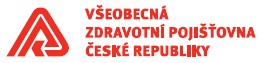 VŠEOBECNÁ
ZDRAVOTNÍ POJIŠŤOVNA
ČESKÉ REPUBLIKY